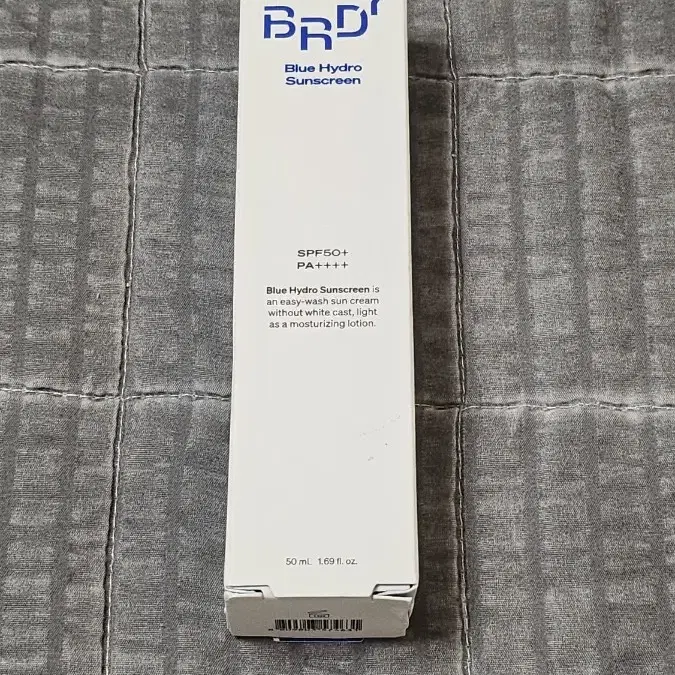 BRD
Blue Hydro
Sunscreen
SPF50+
PA++++
Blue Hydro Sunscreen is
an easy-wash sun cream
without white cast, light
as a mosturizing lotion.
50 mL 1.69 fl. oz.